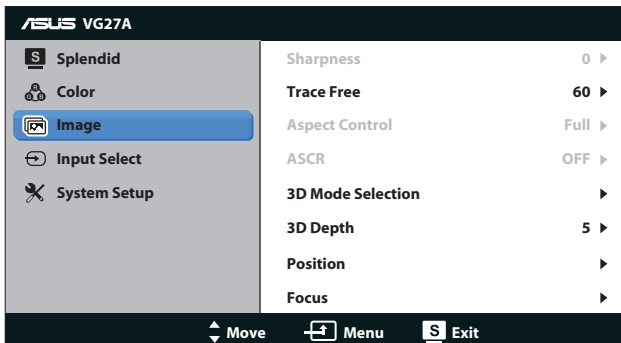 ASUS VG27A
S Splendid
Color
Image
Input Select
System Setup
Sharpness 0
Trace Free 60
Aspect Control Full
ASCR OFF
3D Mode Selection
3D Depth 5
Position
Focus
Move Menu S Exit